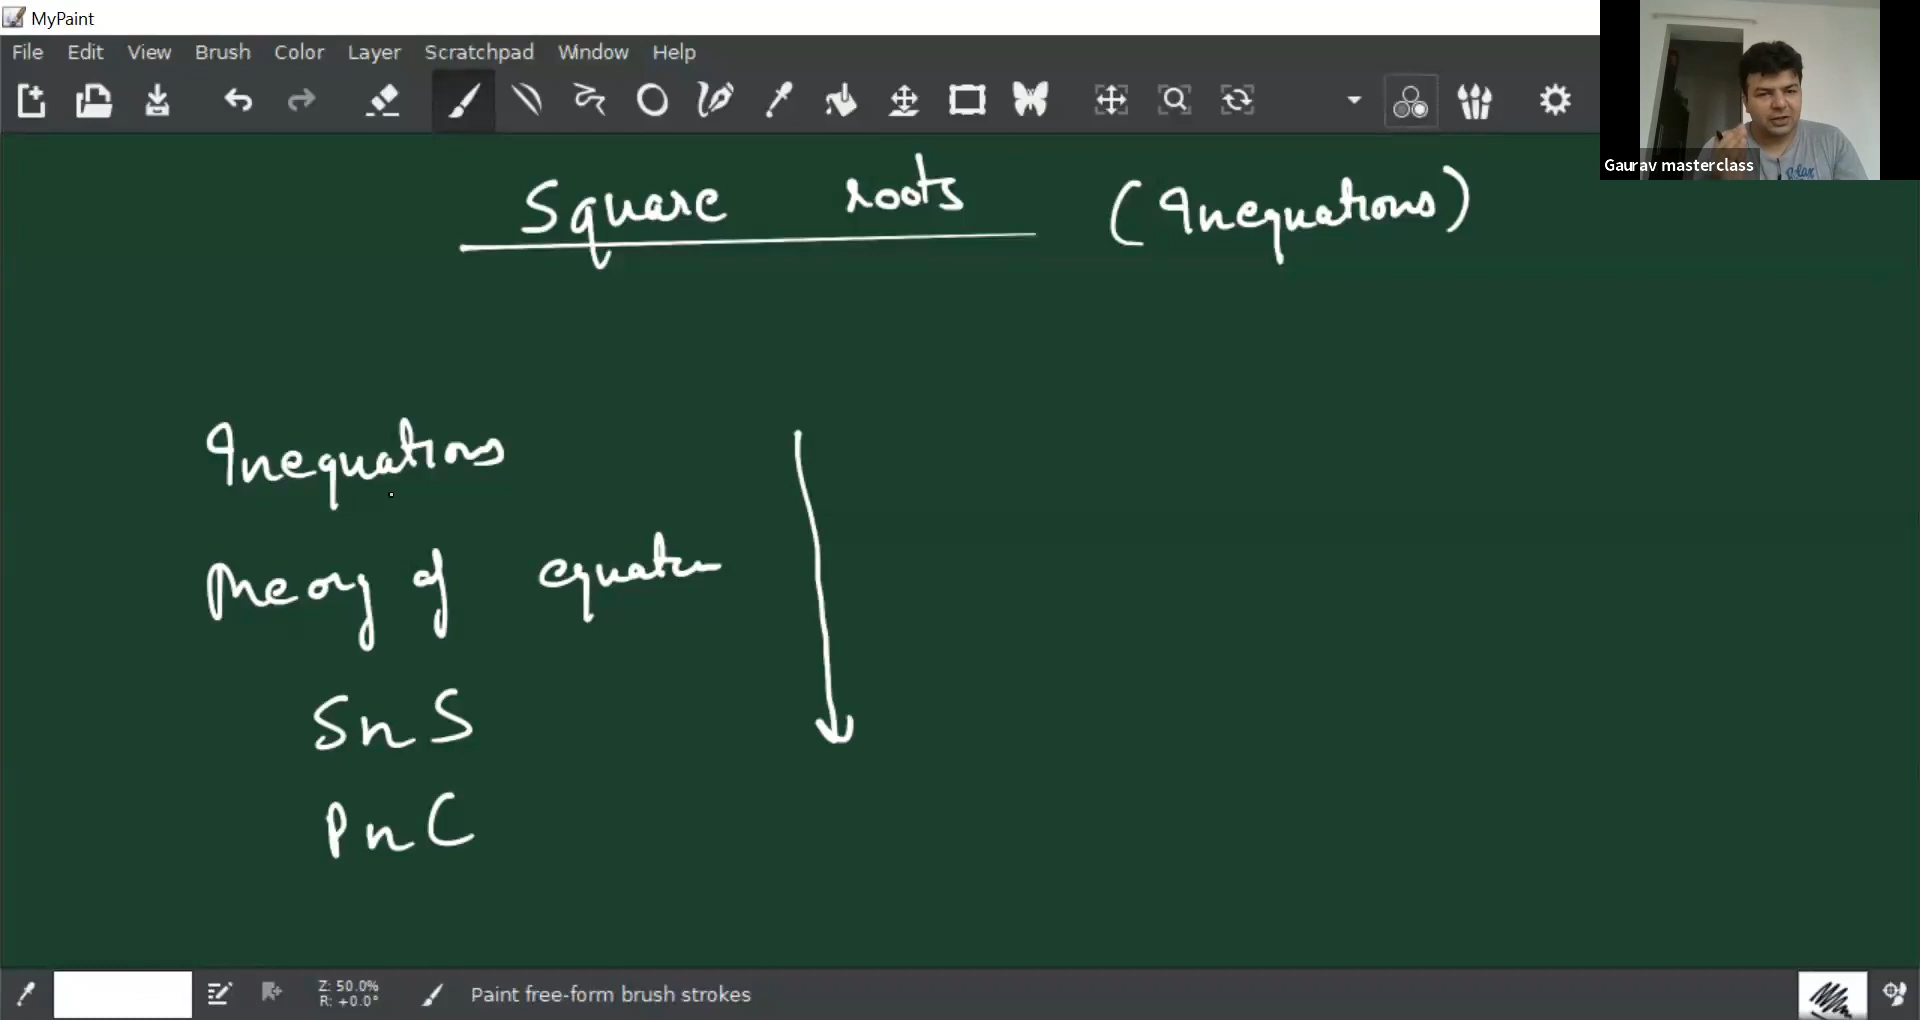 MyPaint
File Edit View Brush Color Layer Scratchpad Window Help
Gaurav masterclass
Square roots (Inequations)
Inequations
Theory of equation
SnS
PnC
Z: 50.0%
R: +0.0°
Paint free-form brush strokes